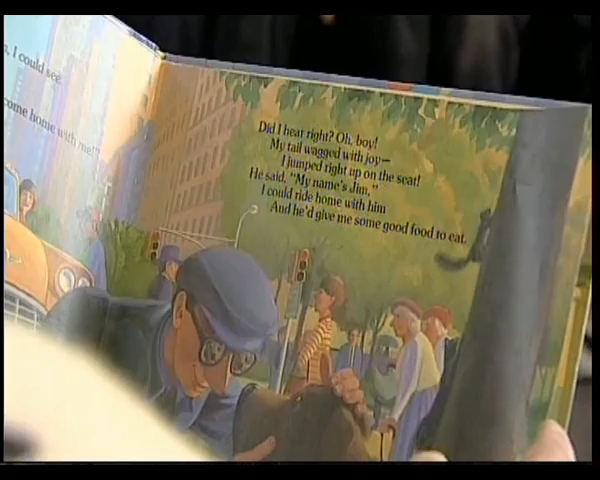 I could see
come home with me!"
Did I hear right? Oh, boy!
My tail wagged with joy—
I jumped right up on the seat!
He said, "My name's Jim,"
I could ride home with him
And he'd give me some good food to eat.